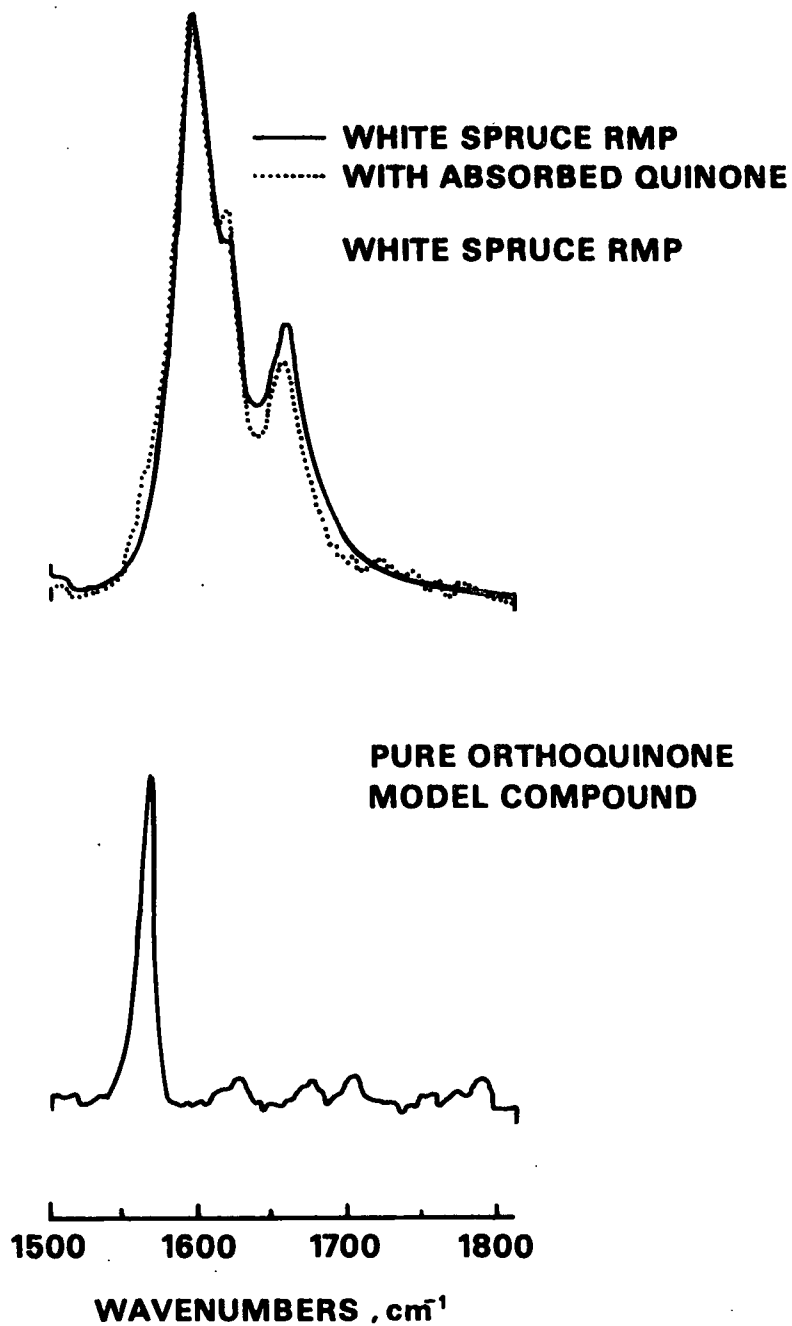 WHITE SPRUCE RMP
WITH ABSORBED QUINONE
WHITE SPRUCE RMP
PURE ORTHOQUINONE
MODEL COMPOUND
1500 1600 1700 1800
WAVENUMBERS , cm⁻¹